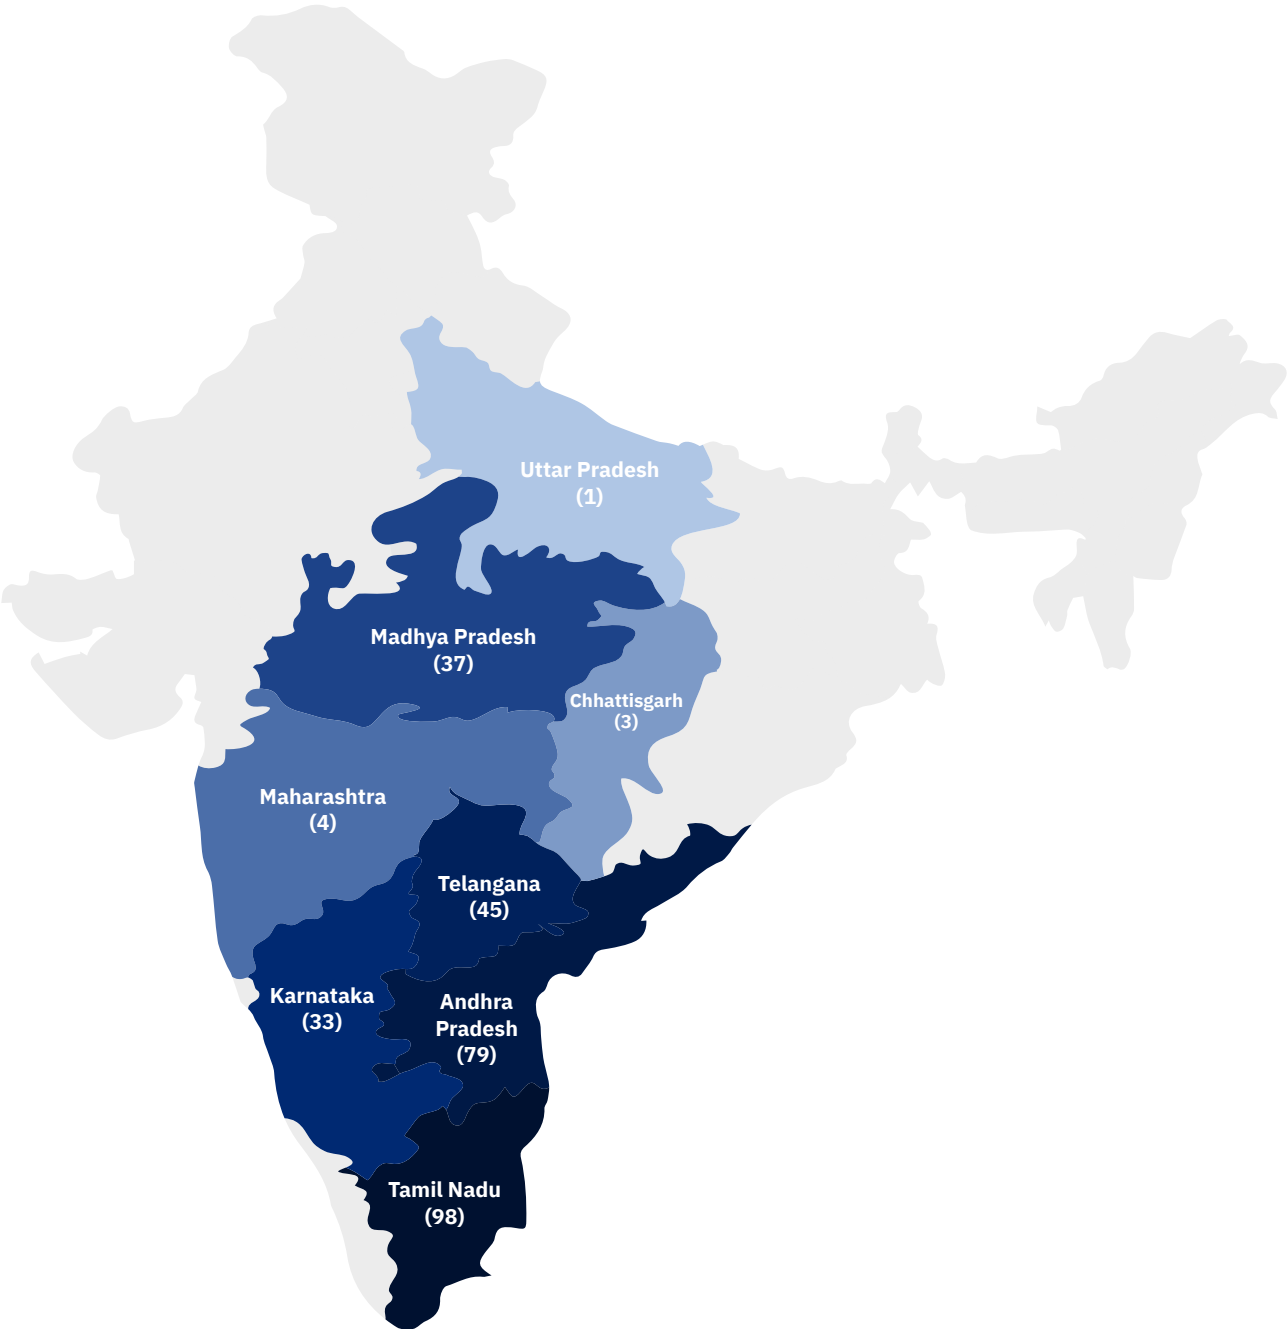 Uttar Pradesh
(1)
Madhya Pradesh
(37)
Chhattisgarh
(3)
Maharashtra
(4)
Telangana
(45)
Karnataka
(33)
Andhra
Pradesh
(79)
Tamil Nadu
(98)